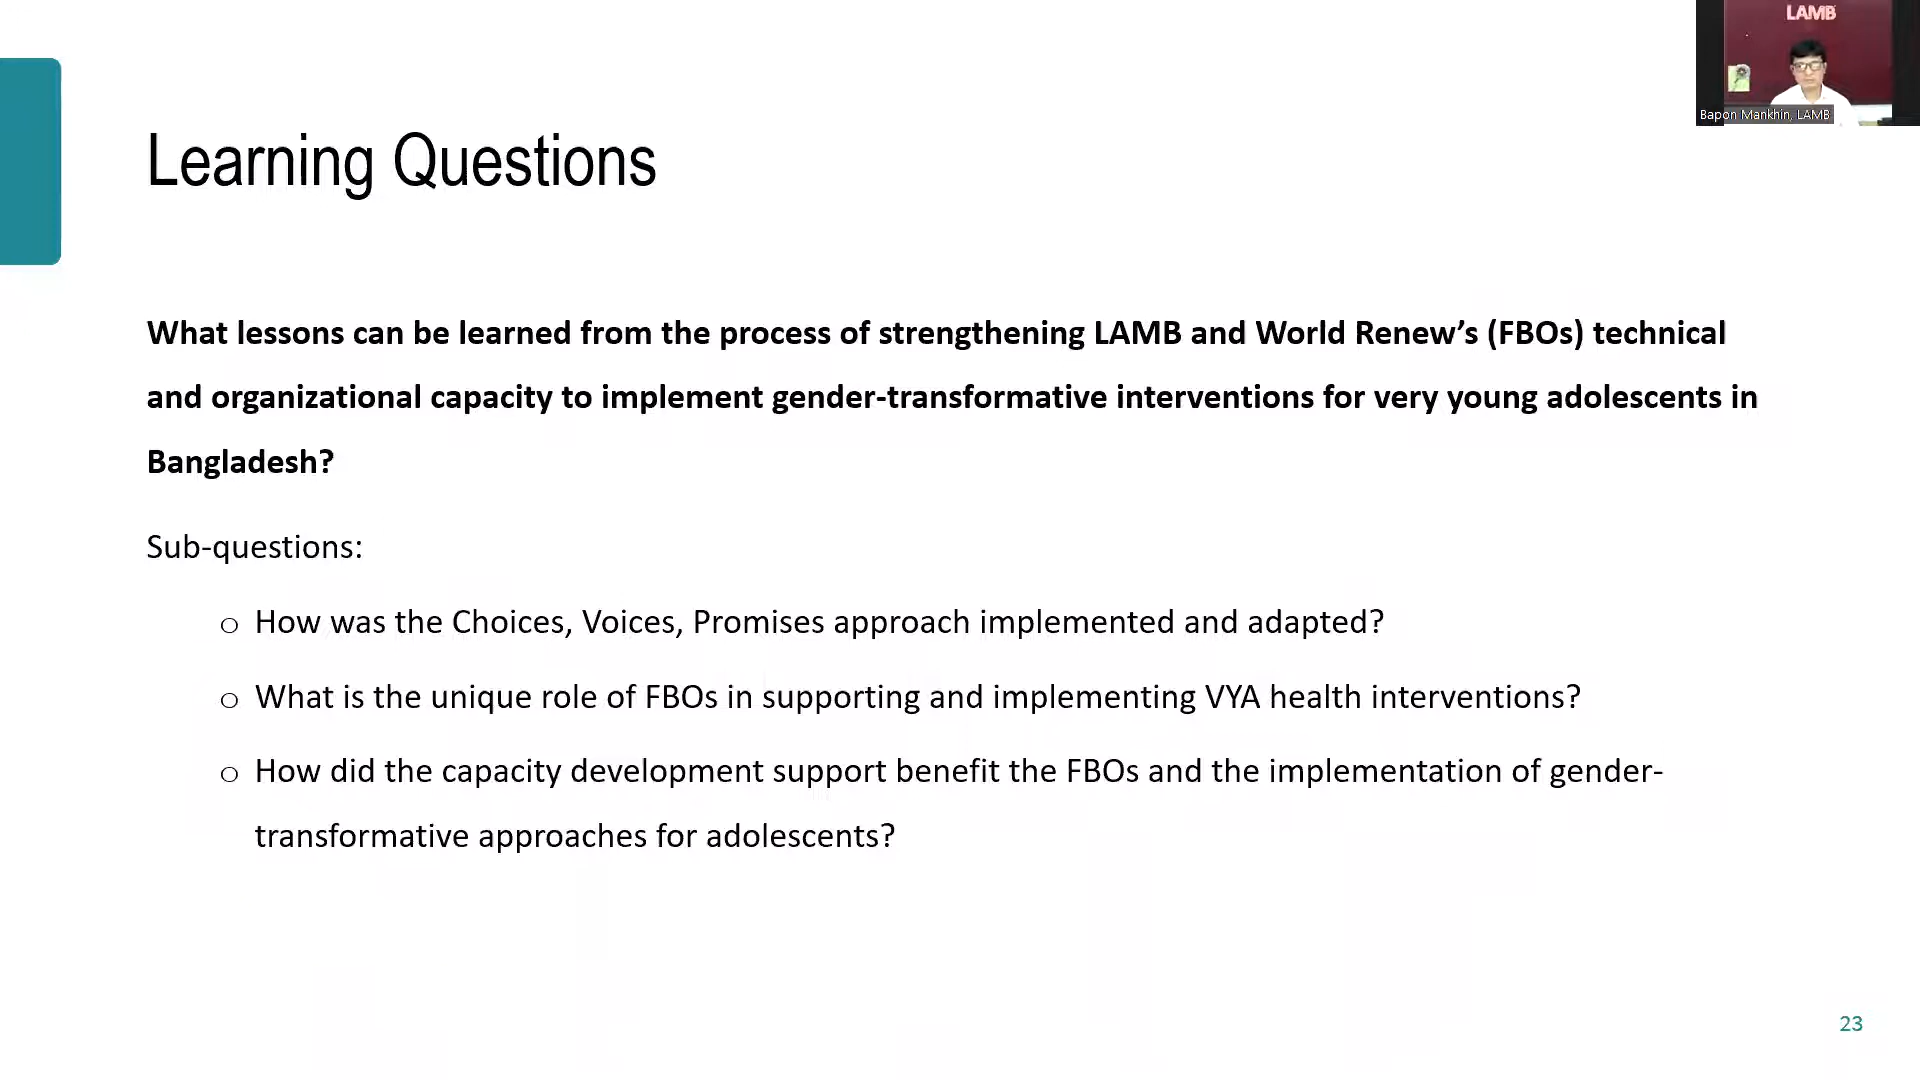 LAMB
Bapon Mankhin, LAMB
Learning Questions
What lessons can be learned from the process of strengthening LAMB and World Renew’s (FBOs) technical
and organizational capacity to implement gender-transformative interventions for very young adolescents in
Bangladesh?
Sub-questions:
o How was the Choices, Voices, Promises approach implemented and adapted?
o What is the unique role of FBOs in supporting and implementing VYA health interventions?
o How did the capacity development support benefit the FBOs and the implementation of gender-
transformative approaches for adolescents?
23